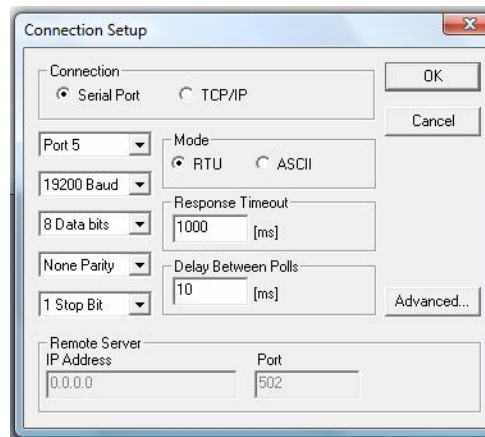 Connection Setup
Connection
Serial Port
TCP/IP
OK
Cancel
Port 5
19200 Baud
8 Data bits
None Parity
1 Stop Bit
Mode
RTU
ASCII
Response Timeout
1000
[ms]
Delay Between Polls
10
[ms]
Advanced...
Remote Server
IP Address
Port
0.0.0.0
502